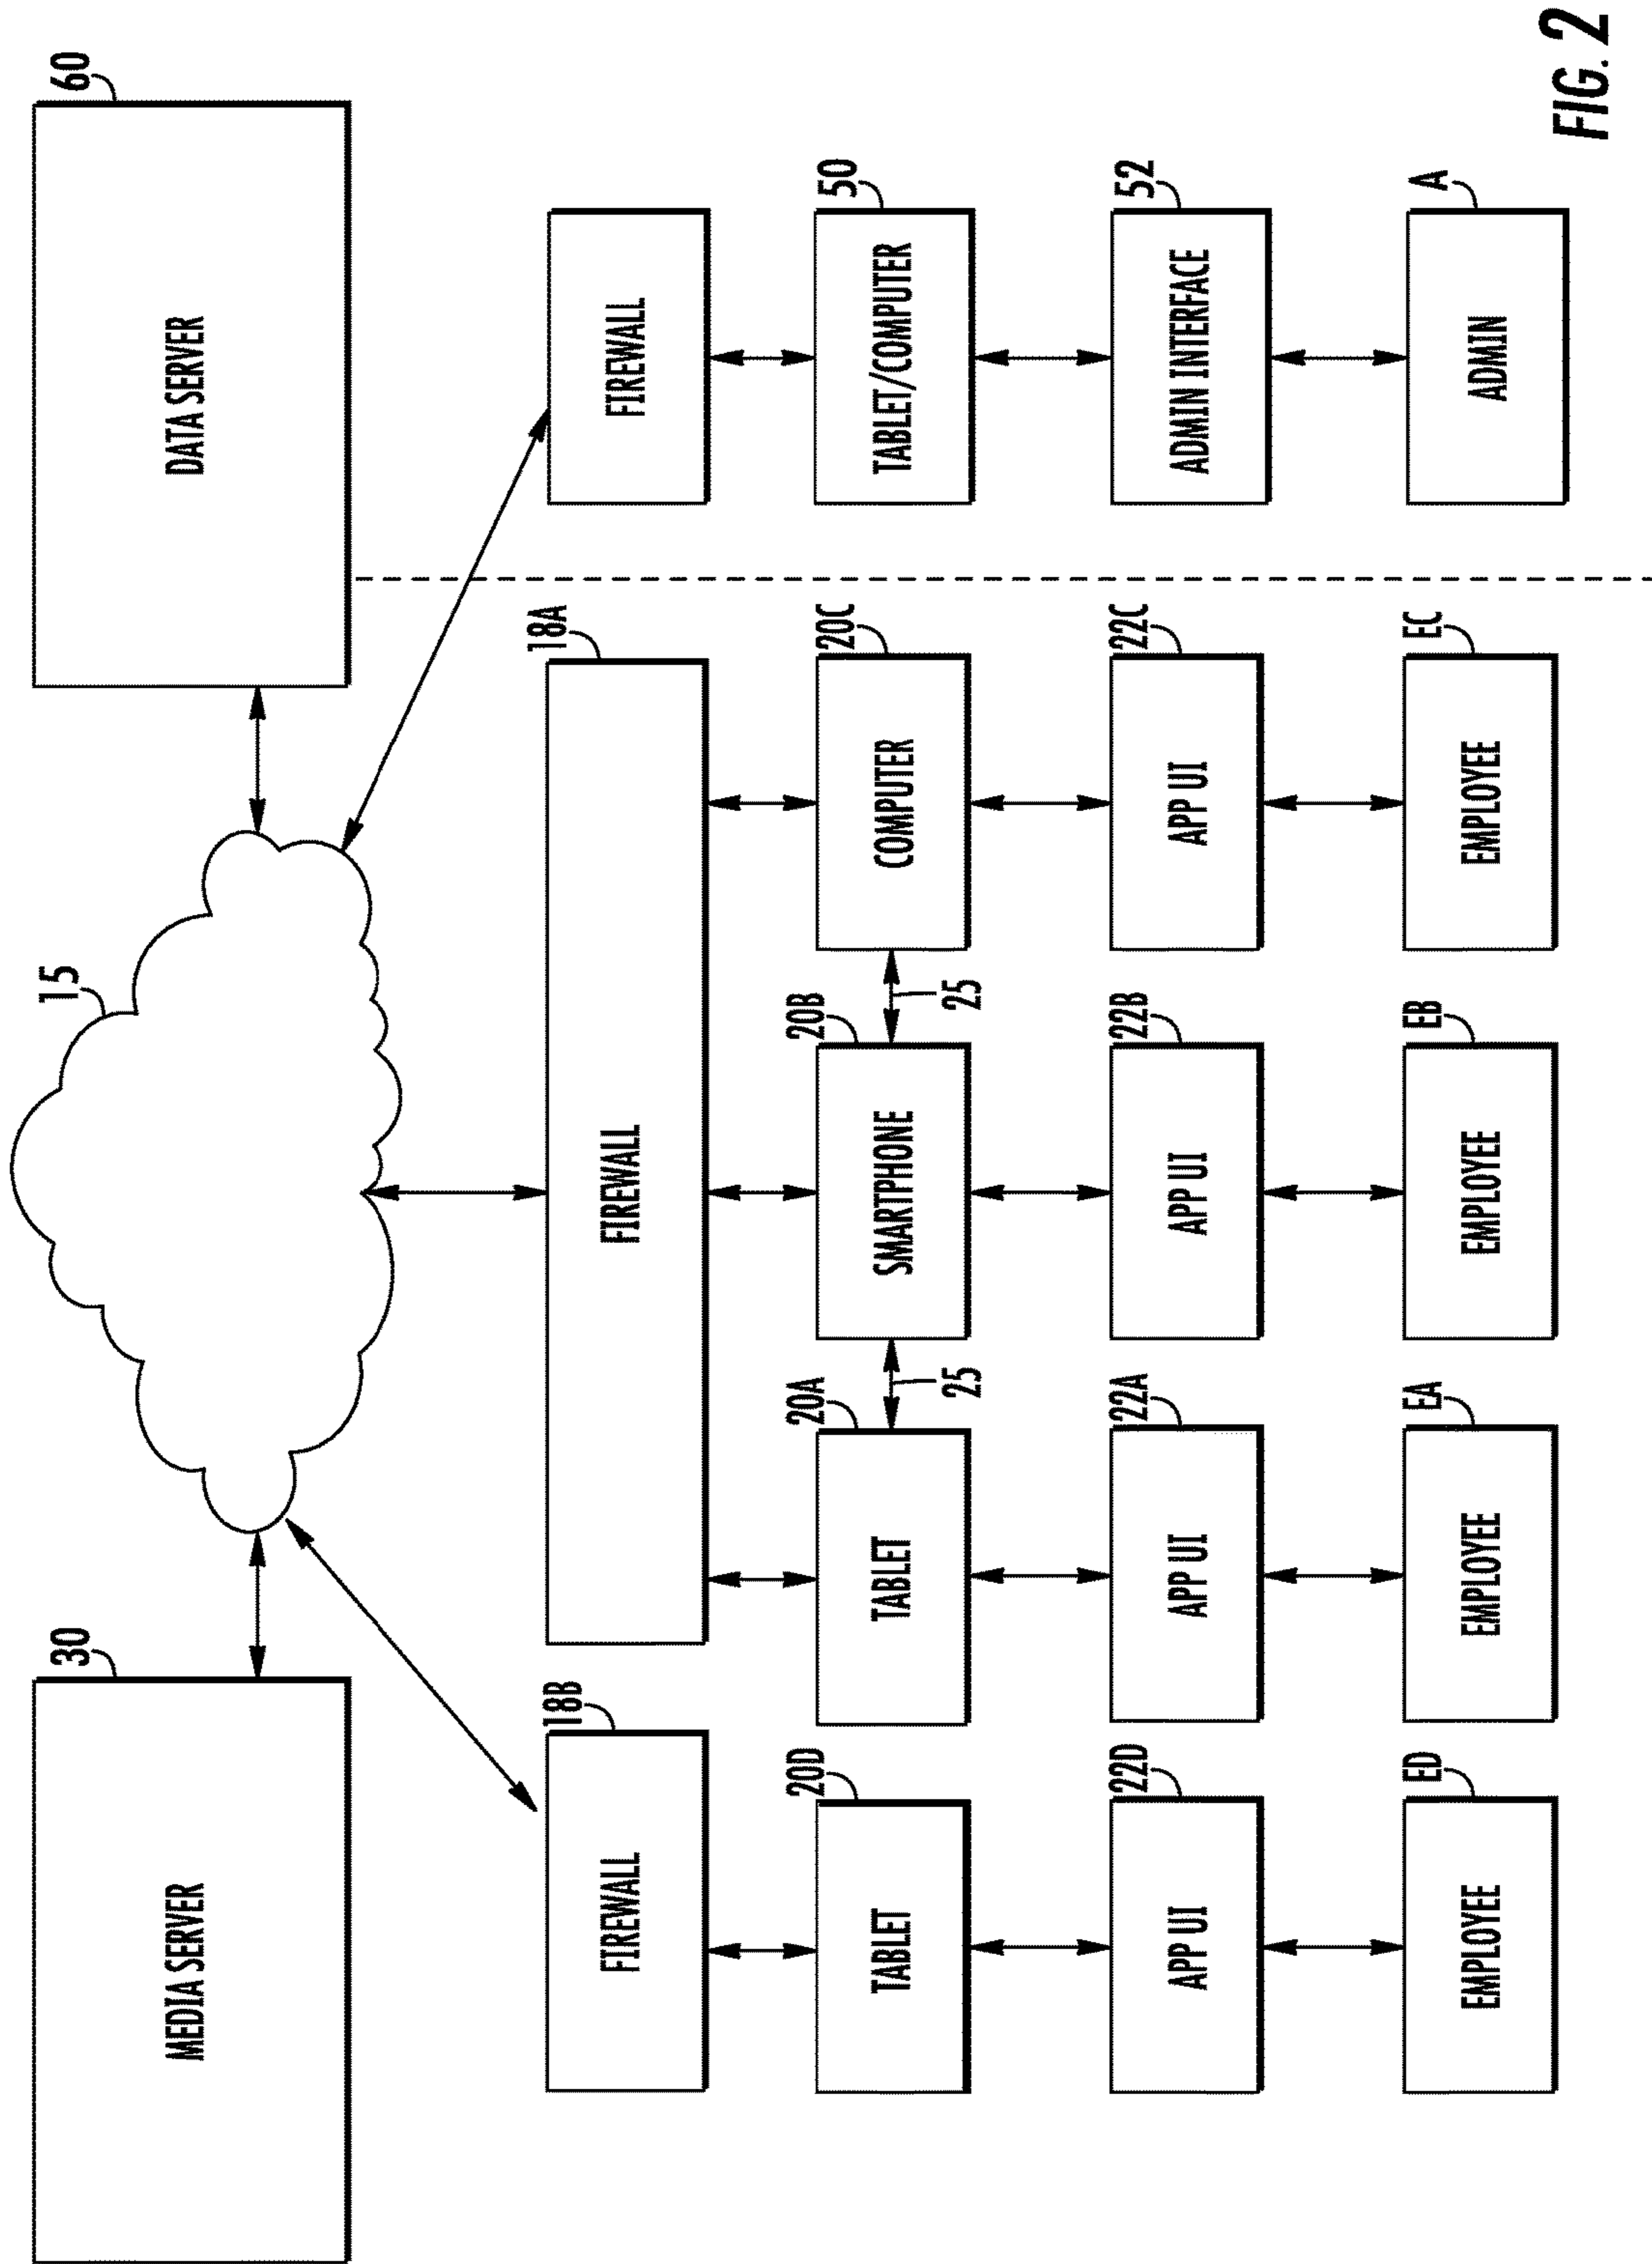 30
MEDIA SERVER
15
60
DATA SERVER
18B
FIREWALL
18A
FIREWALL
FIREWALL
20D
TABLET
20A
TABLET
25
20B
SMARTPHONE
25
20C
COMPUTER
50
TABLET/COMPUTER
22D
APP UI
22A
APP UI
22B
APP UI
22C
APP UI
52
ADMIN INTERFACE
ED
EMPLOYEE
EA
EMPLOYEE
EB
EMPLOYEE
EC
EMPLOYEE
A
ADMIN
FIG. 2